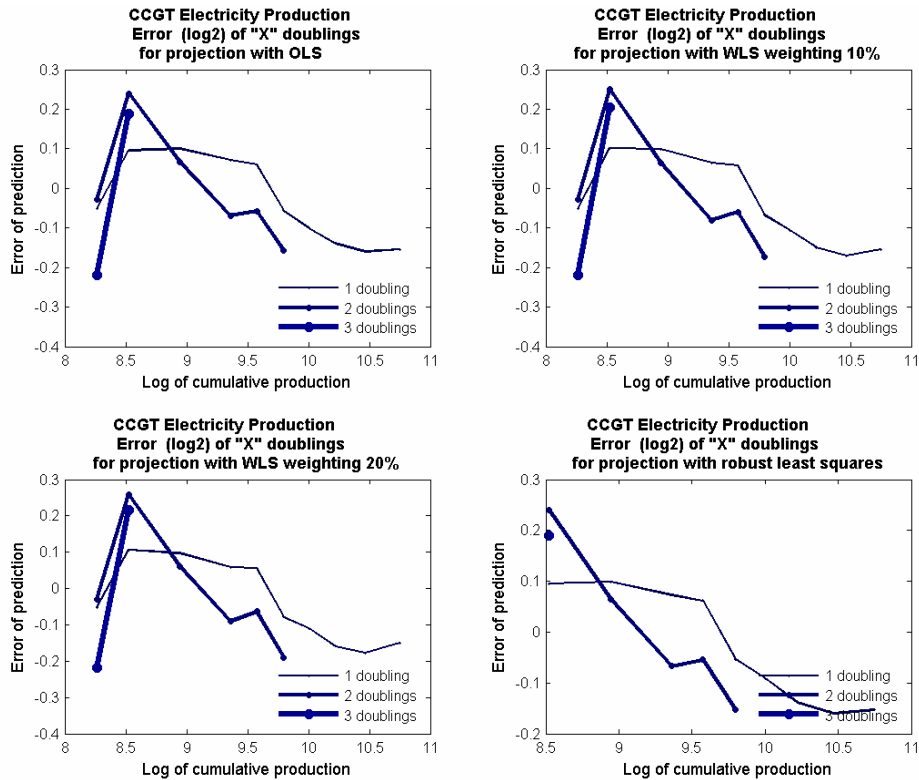 CCGT Electricity Production
Error (log2) of "X" doublings
for projection with OLS
0.3
0.2
0.1
0
-0.1
-0.2
-0.3
-0.4
Error of prediction
8
8.5
9
9.5
10
10.5
11
Log of cumulative production
1 doubling
2 doublings
3 doublings
CCGT Electricity Production
Error (log2) of "X" doublings
for projection with WLS weighting 10%
0.3
0.2
0.1
0
-0.1
-0.2
-0.3
-0.4
Error of prediction
8
8.5
9
9.5
10
10.5
11
Log of cumulative production
1 doubling
2 doublings
3 doublings
CCGT Electricity Production
Error (log2) of "X" doublings
for projection with WLS weighting 20%
0.3
0.2
0.1
0
-0.1
-0.2
-0.3
-0.4
Error of prediction
8
8.5
9
9.5
10
10.5
11
Log of cumulative production
1 doubling
2 doublings
3 doublings
CCGT Electricity Production
Error (log2) of "X" doublings
for projection with robust least squares
0.3
0.2
0.1
0
-0.1
-0.2
Error of prediction
8.5
9
9.5
10
10.5
11
Log of cumulative production
1 doubling
2 doublings
3 doublings